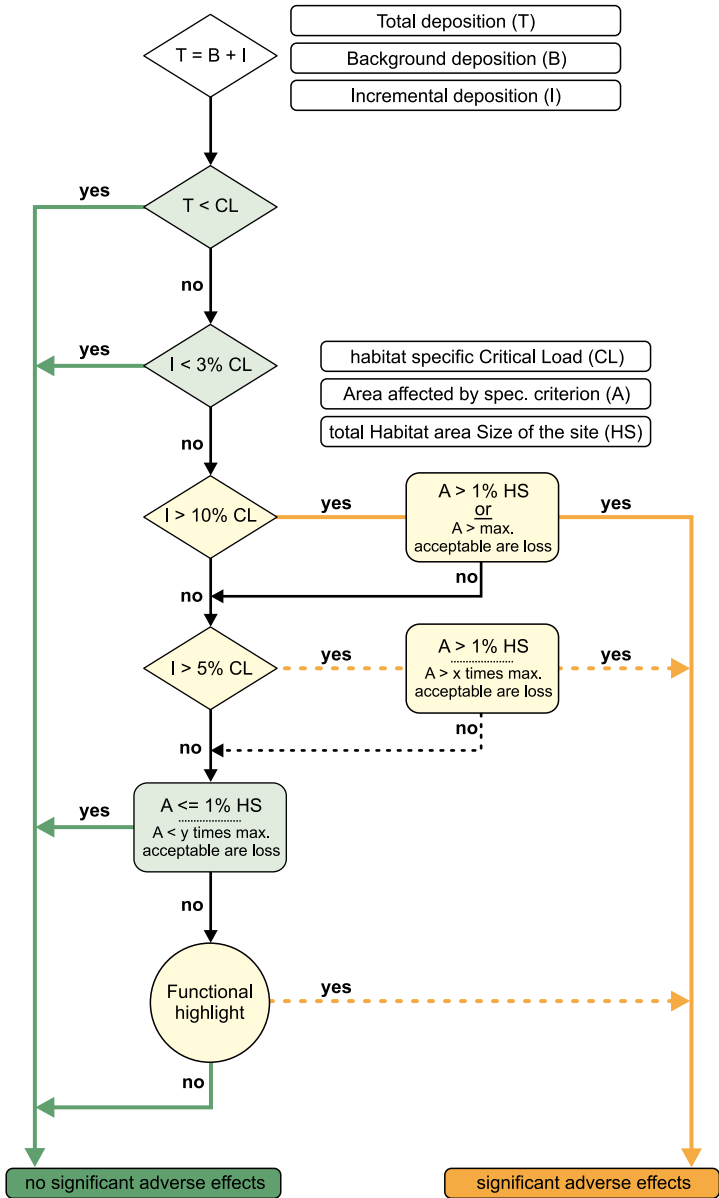 T = B + I
Total deposition (T)
Background deposition (B)
Incremental deposition (I)
yes
T < CL
no
yes
I < 3% CL
habitat specific Critical Load (CL)
Area affected by spec. criterion (A)
total Habitat area Size of the site (HS)
no
I > 10% CL
yes
A > 1% HS
or
A > max.
acceptable are loss
yes
no
no
I > 5% CL
yes
A > 1% HS
A > x times max.
acceptable are loss
yes
no
no
yes
A <= 1% HS
A < y times max.
acceptable are loss
no
Functional
highlight
yes
no
no significant adverse effects
significant adverse effects